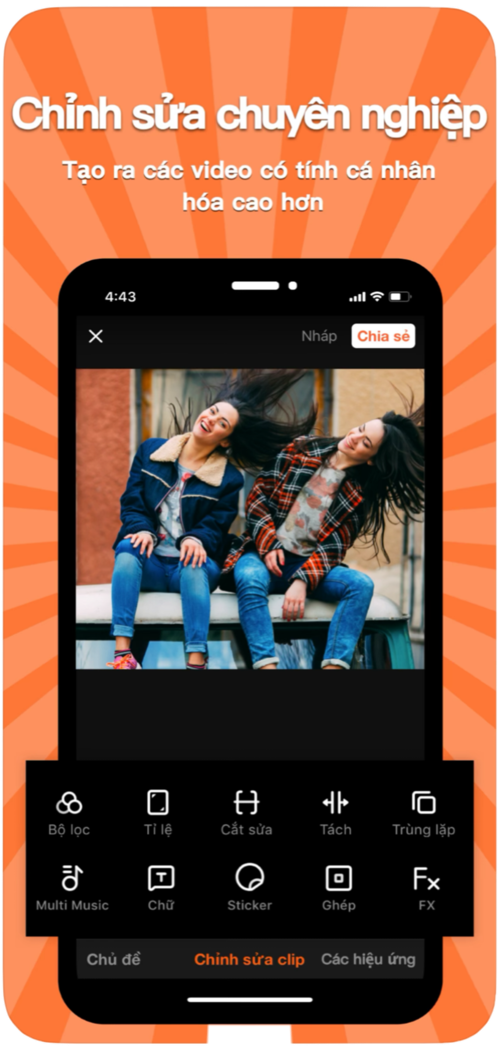 Chỉnh sửa chuyên nghiệp
Tạo ra các video có tính cá nhân
hóa cao hơn
4:43
Nháp Chia sẻ
Bộ lọc Tỉ lệ Cắt sửa Tách Trùng lặp
Multi Music Chữ Sticker Ghép FX
Chủ đề Chỉnh sửa clip Các hiệu ứng